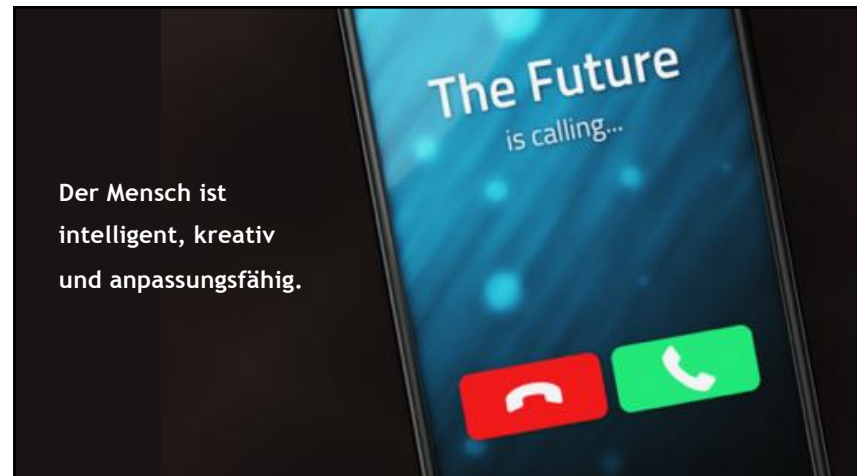 Der Mensch ist
intelligent, kreativ
und anpassungsfähig.
The Future
is calling...